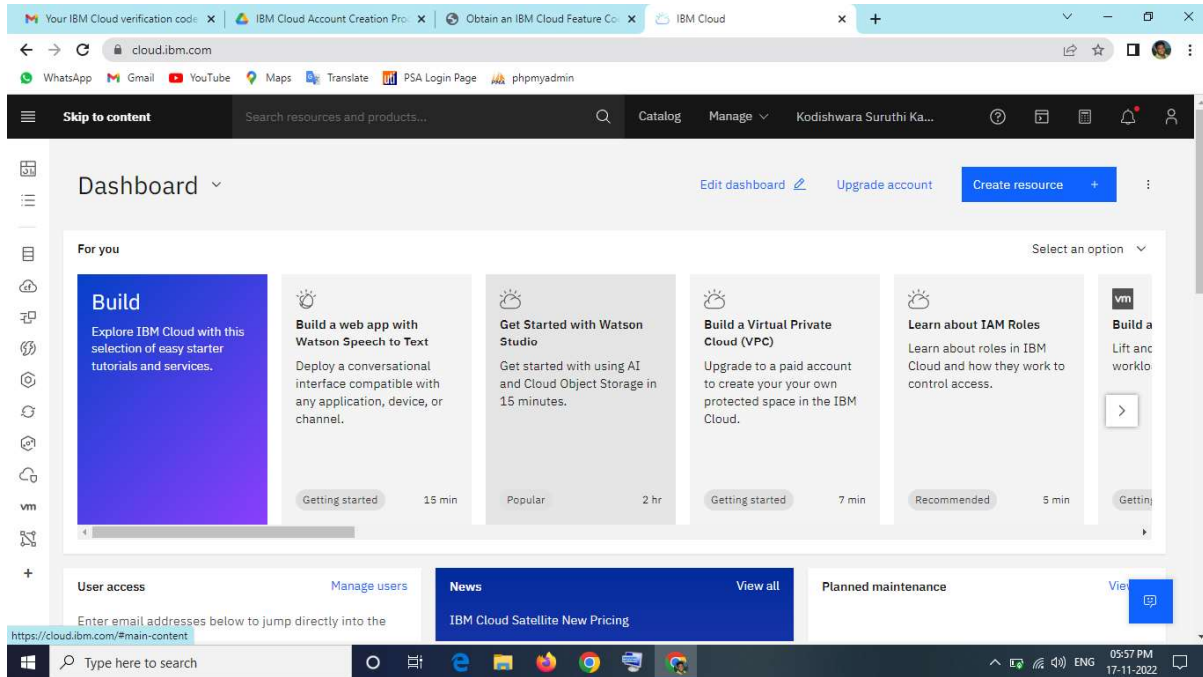 Your IBM Cloud verification code
IBM Cloud Account Creation Pro
Obtain an IBM Cloud Feature Co
IBM Cloud
cloud.ibm.com
WhatsApp Gmail YouTube Maps Translate PSA Login Page phpmyadmin
Skip to content
Search resources and products...
Catalog
Manage
Kodishwara Suruthi Ka...
Dashboard
Edit dashboard
Upgrade account
Create resource +
For you
Select an option
Build
Explore IBM Cloud with this
selection of easy starter
tutorials and services.
Build a web app with
Watson Speech to Text
Deploy a conversational
interface compatible with
any application, device, or
channel.
Getting started 15 min
Get Started with Watson
Studio
Get started with using AI
and Cloud Object Storage in
15 minutes.
Popular 2 hr
Build a Virtual Private
Cloud (VPC)
Upgrade to a paid account
to create your your own
protected space in the IBM
Cloud.
Getting started 7 min
Learn about IAM Roles
Learn about roles in IBM
Cloud and how they work to
control access.
Recommended 5 min
vm
Build a
Lift and
worklo
Getting
vm
User access
Manage users
Enter email addresses below to jump directly into the
News
View all
IBM Cloud Satellite New Pricing
Planned maintenance
https://cloud.ibm.com/#main-content
Type here to search
ENG
05:57 PM
17-11-2022